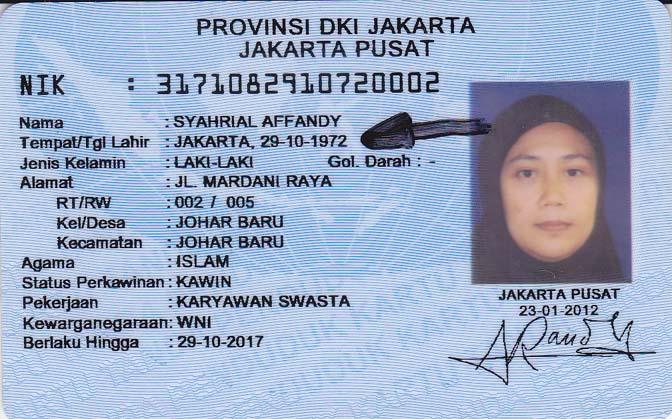 PROVINSI DKI JAKARTA
JAKARTA PUSAT
NIK : 3171082910720002
Nama : SYAHRIAL AFFANDY
Tempat/Tgl Lahir : JAKARTA, 29-10-1972
Jenis Kelamin : LAKI-LAKI Gol. Darah : -
Alamat : JL. MARDANI RAYA
RT/RW : 002 / 005
Kel/Desa : JOHAR BARU
Kecamatan : JOHAR BARU
Agama : ISLAM
Status Perkawinan : KAWIN
Pekerjaan : KARYAWAN SWASTA
Kewarganegaraan: WNI
Berlaku Hingga : 29-10-2017
JAKARTA PUSAT
23-01-2012